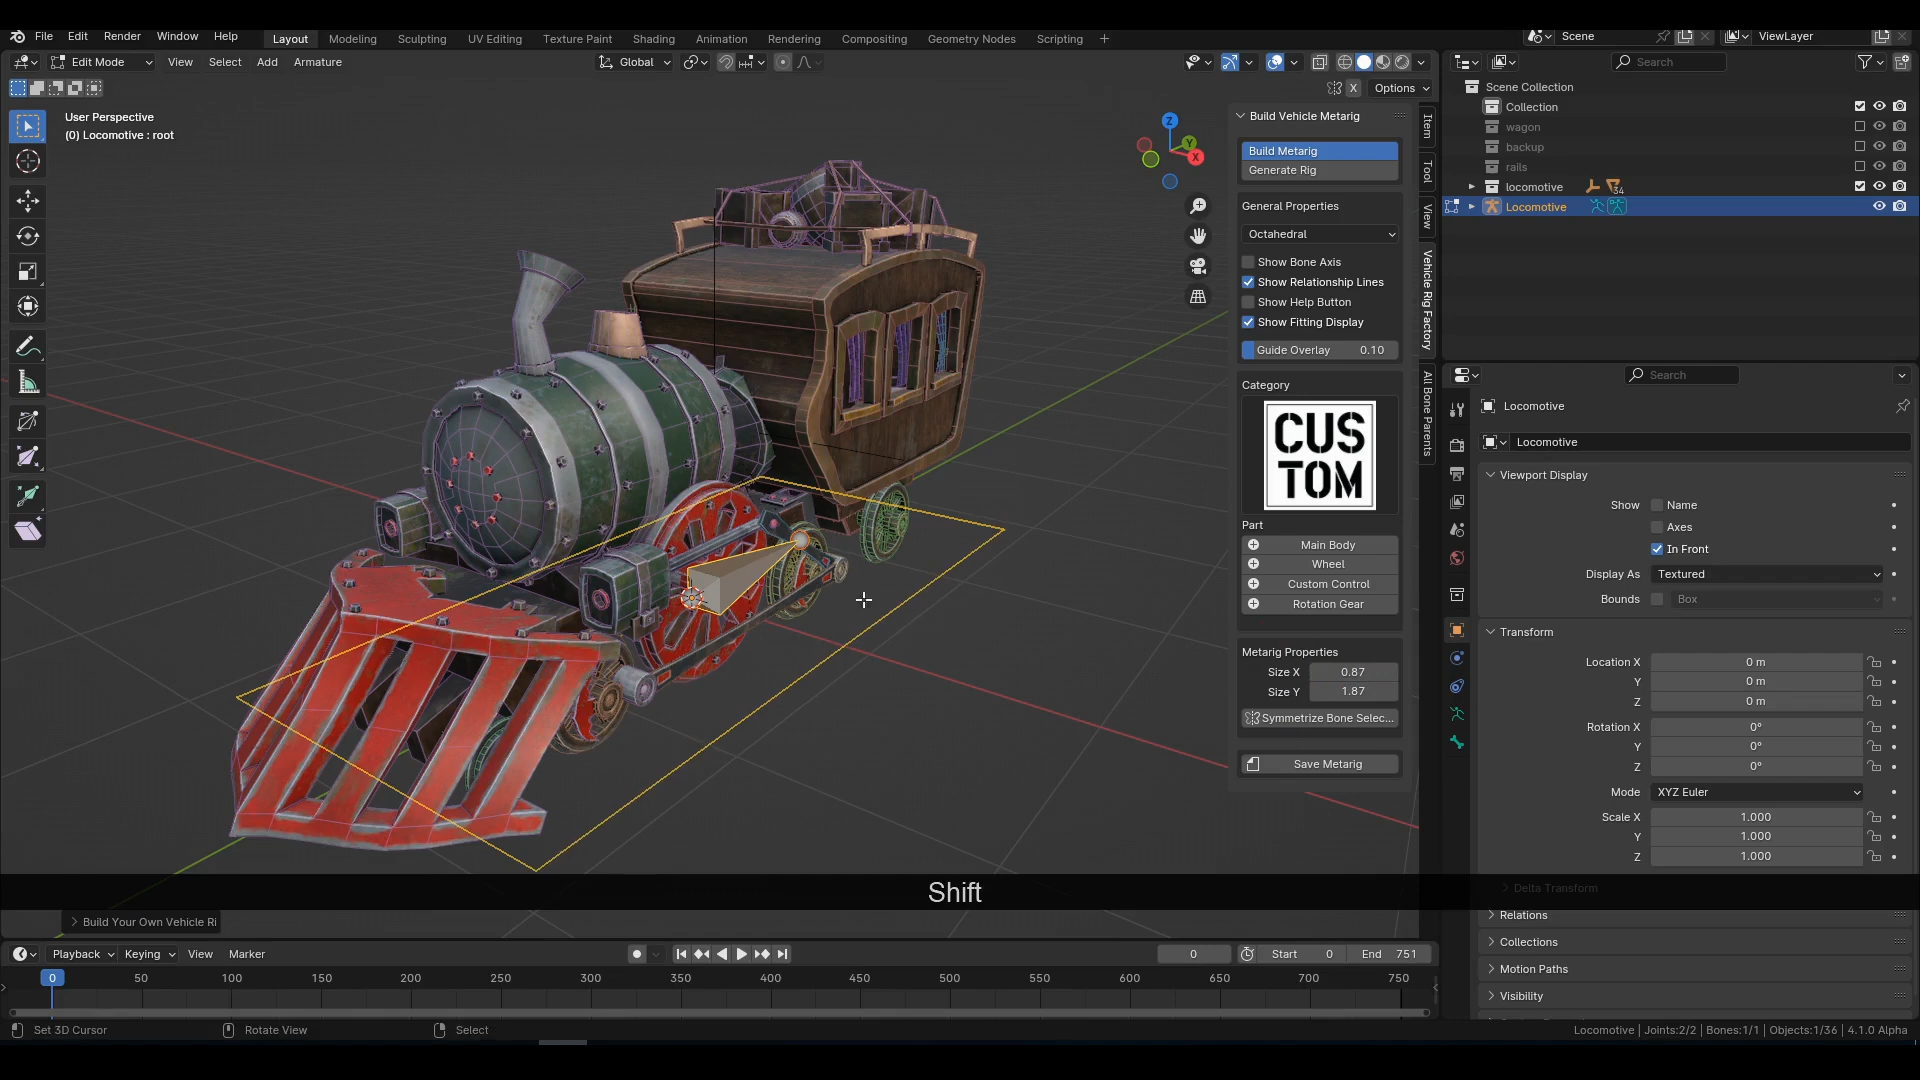 File Edit Render Window Help Layout Modeling Sculpting UV Editing Texture Paint Shading Animation Rendering Compositing Geometry Nodes Scripting + Scene ViewLayer
Edit Mode View Select Add Armature Global Search
X Options
User Perspective
(0) Locomotive : root
Z
Y
X
Build Vehicle Metarig
Build Metarig
Generate Rig
General Properties
Octahedral
Show Bone Axis
Show Relationship Lines
Show Help Button
Show Fitting Display
Guide Overlay 0.10
Category
CUS
TOM
Part
Main Body
Wheel
Custom Control
Rotation Gear
Metarig Properties
Size X 0.87
Size Y 1.87
Symmetrize Bone Selec...
Save Metarig
Item
Tool
View
Vehicle Rig Factory
All Bone Parents
Scene Collection
Collection
wagon
backup
rails
locomotive 34
Locomotive
Search
Locomotive
Locomotive
Viewport Display
Show Name
Axes
In Front
Display As Textured
Bounds Box
Transform
Location X 0 m
Y 0 m
Z 0 m
Rotation X 0°
Y 0°
Z 0°
Mode XYZ Euler
Scale X 1.000
Y 1.000
Z 1.000
Delta Transform
Relations
Collections
Motion Paths
Visibility
Shift
Build Your Own Vehicle Ri
Playback Keying View Marker 0 Start 0 End 751
0 50 100 150 200 250 300 350 400 450 500 550 600 650 700 750
Set 3D Cursor Rotate View Select Locomotive | Joints:2/2 | Bones:1/1 | Objects:1/36 | 4.1.0 Alpha